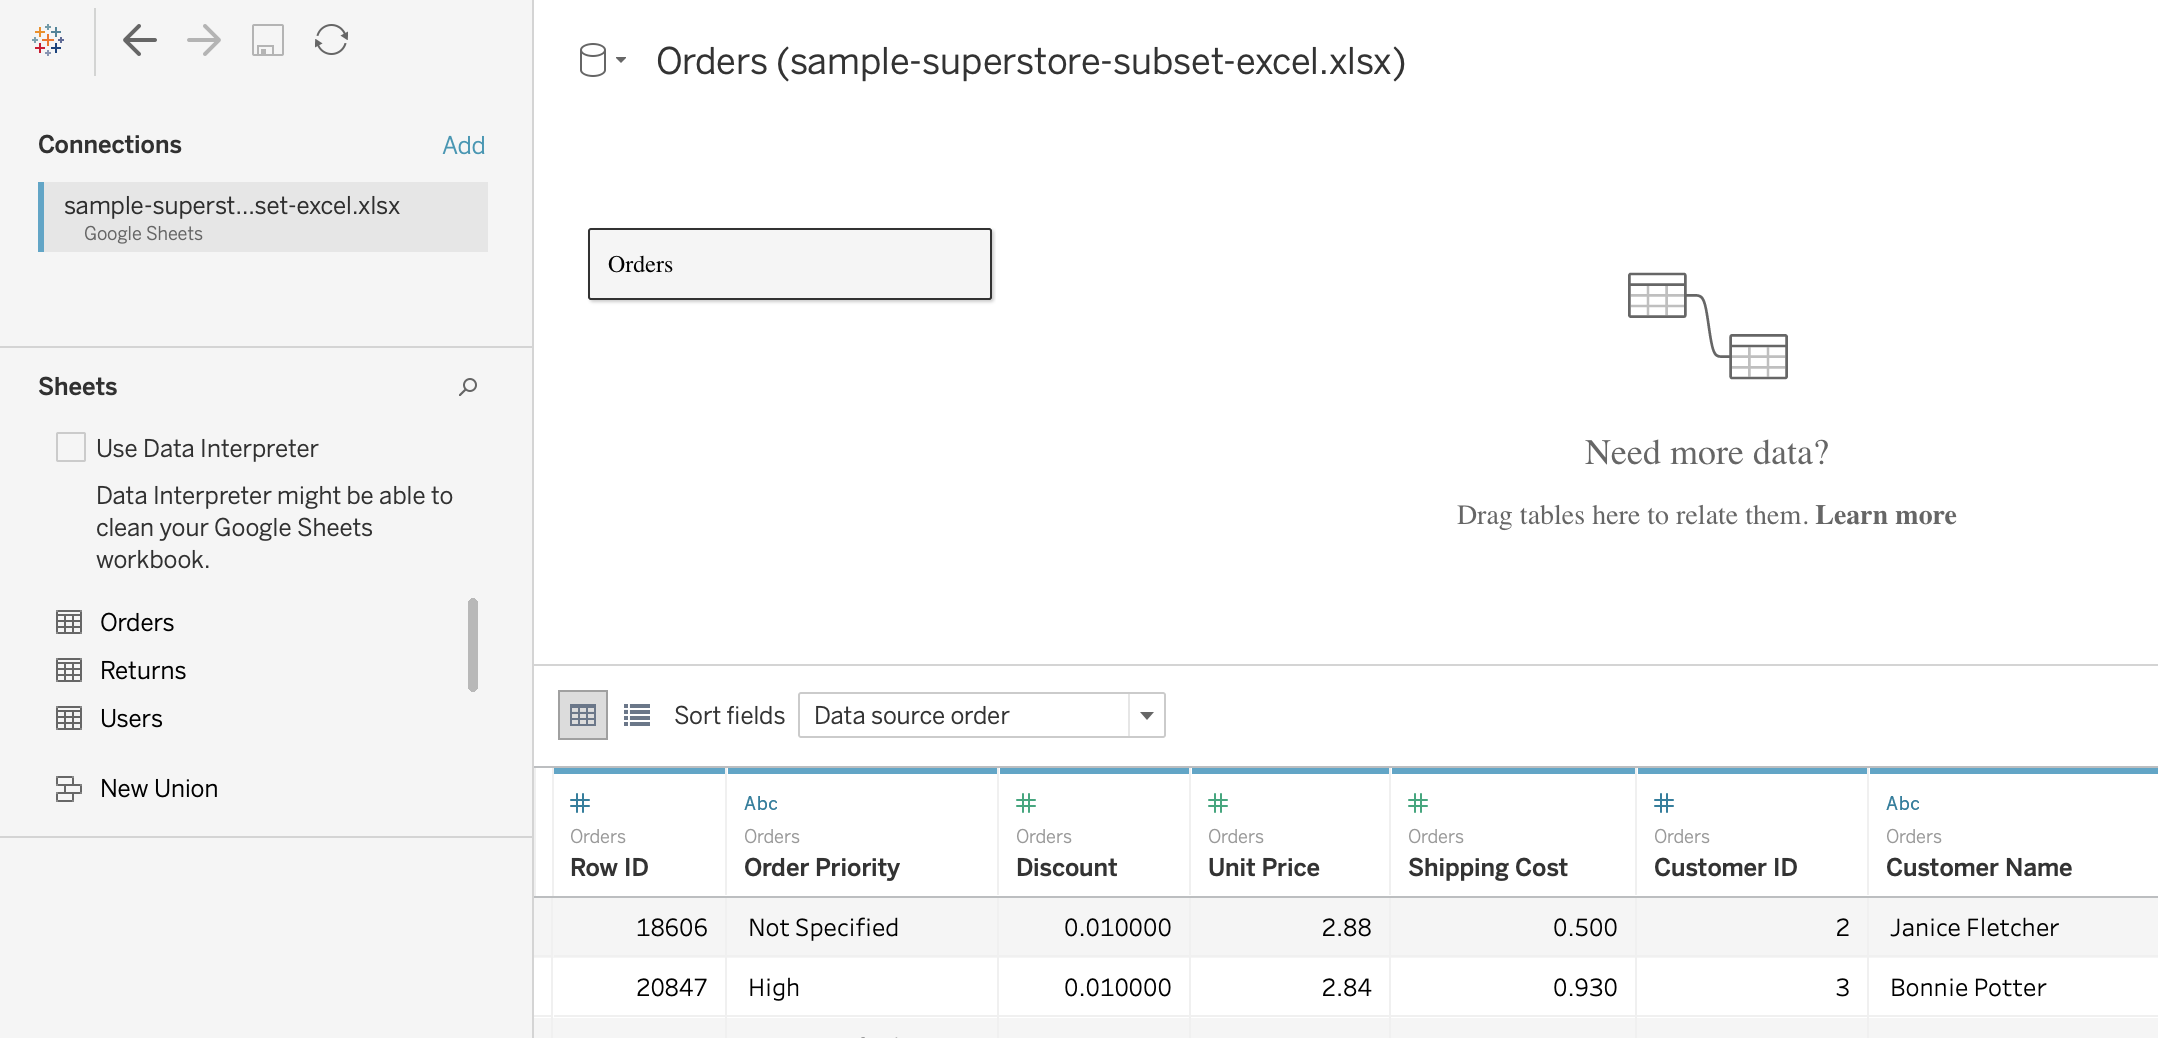 Orders (sample-superstore-subset-excel.xlsx)
Connections
Add
sample-superst...set-excel.xlsx
Google Sheets
Orders
Need more data?
Drag tables here to relate them. Learn more
Sheets
Use Data Interpreter
Data Interpreter might be able to
clean your Google Sheets
workbook.
Orders
Returns
Users
New Union
Sort fields Data source order
Abc Abc
Orders Orders Orders Orders Orders Orders Orders
Row ID Order Priority Discount Unit Price Shipping Cost Customer ID Customer Name
18606 Not Specified 0.010000 2.88 0.500 2 Janice Fletcher
20847 High 0.010000 2.84 0.930 3 Bonnie Potter